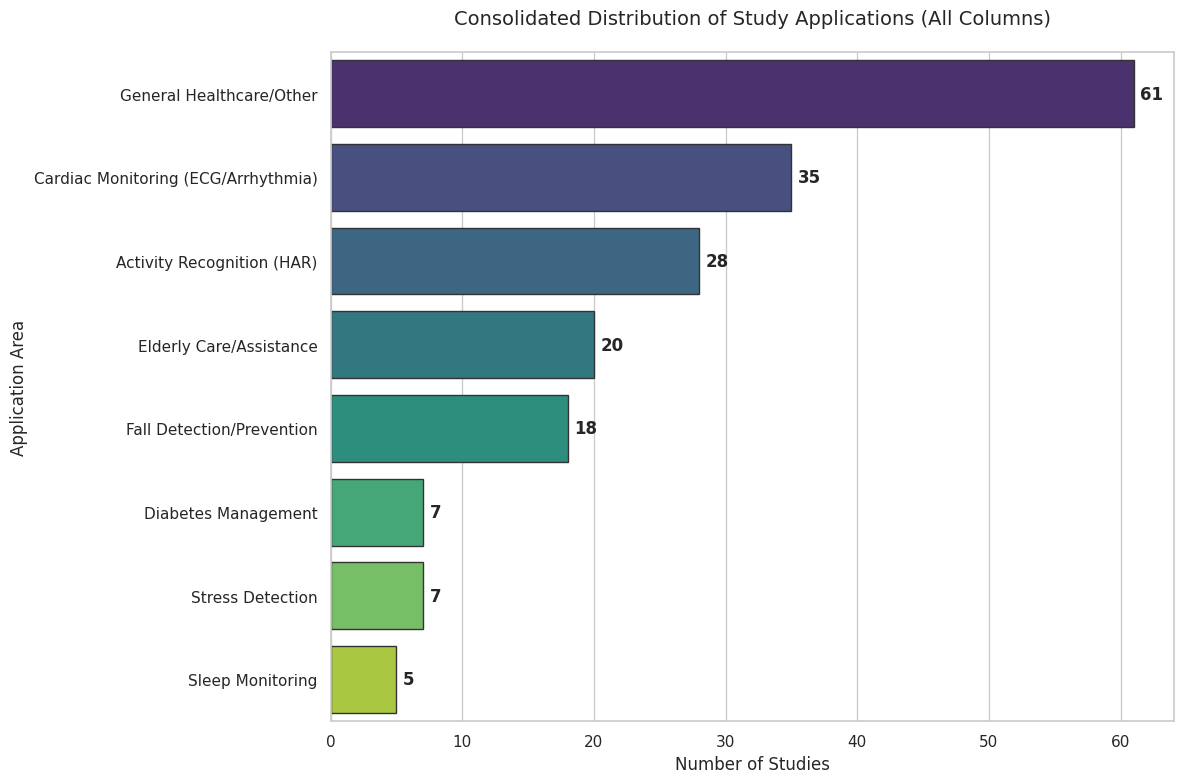 Consolidated Distribution of Study Applications (All Columns)
Application Area
General Healthcare/Other
61
Cardiac Monitoring (ECG/Arrhythmia)
35
Activity Recognition (HAR)
28
Elderly Care/Assistance
20
Fall Detection/Prevention
18
Diabetes Management
7
Stress Detection
7
Sleep Monitoring
5
0 10 20 30 40 50 60
Number of Studies